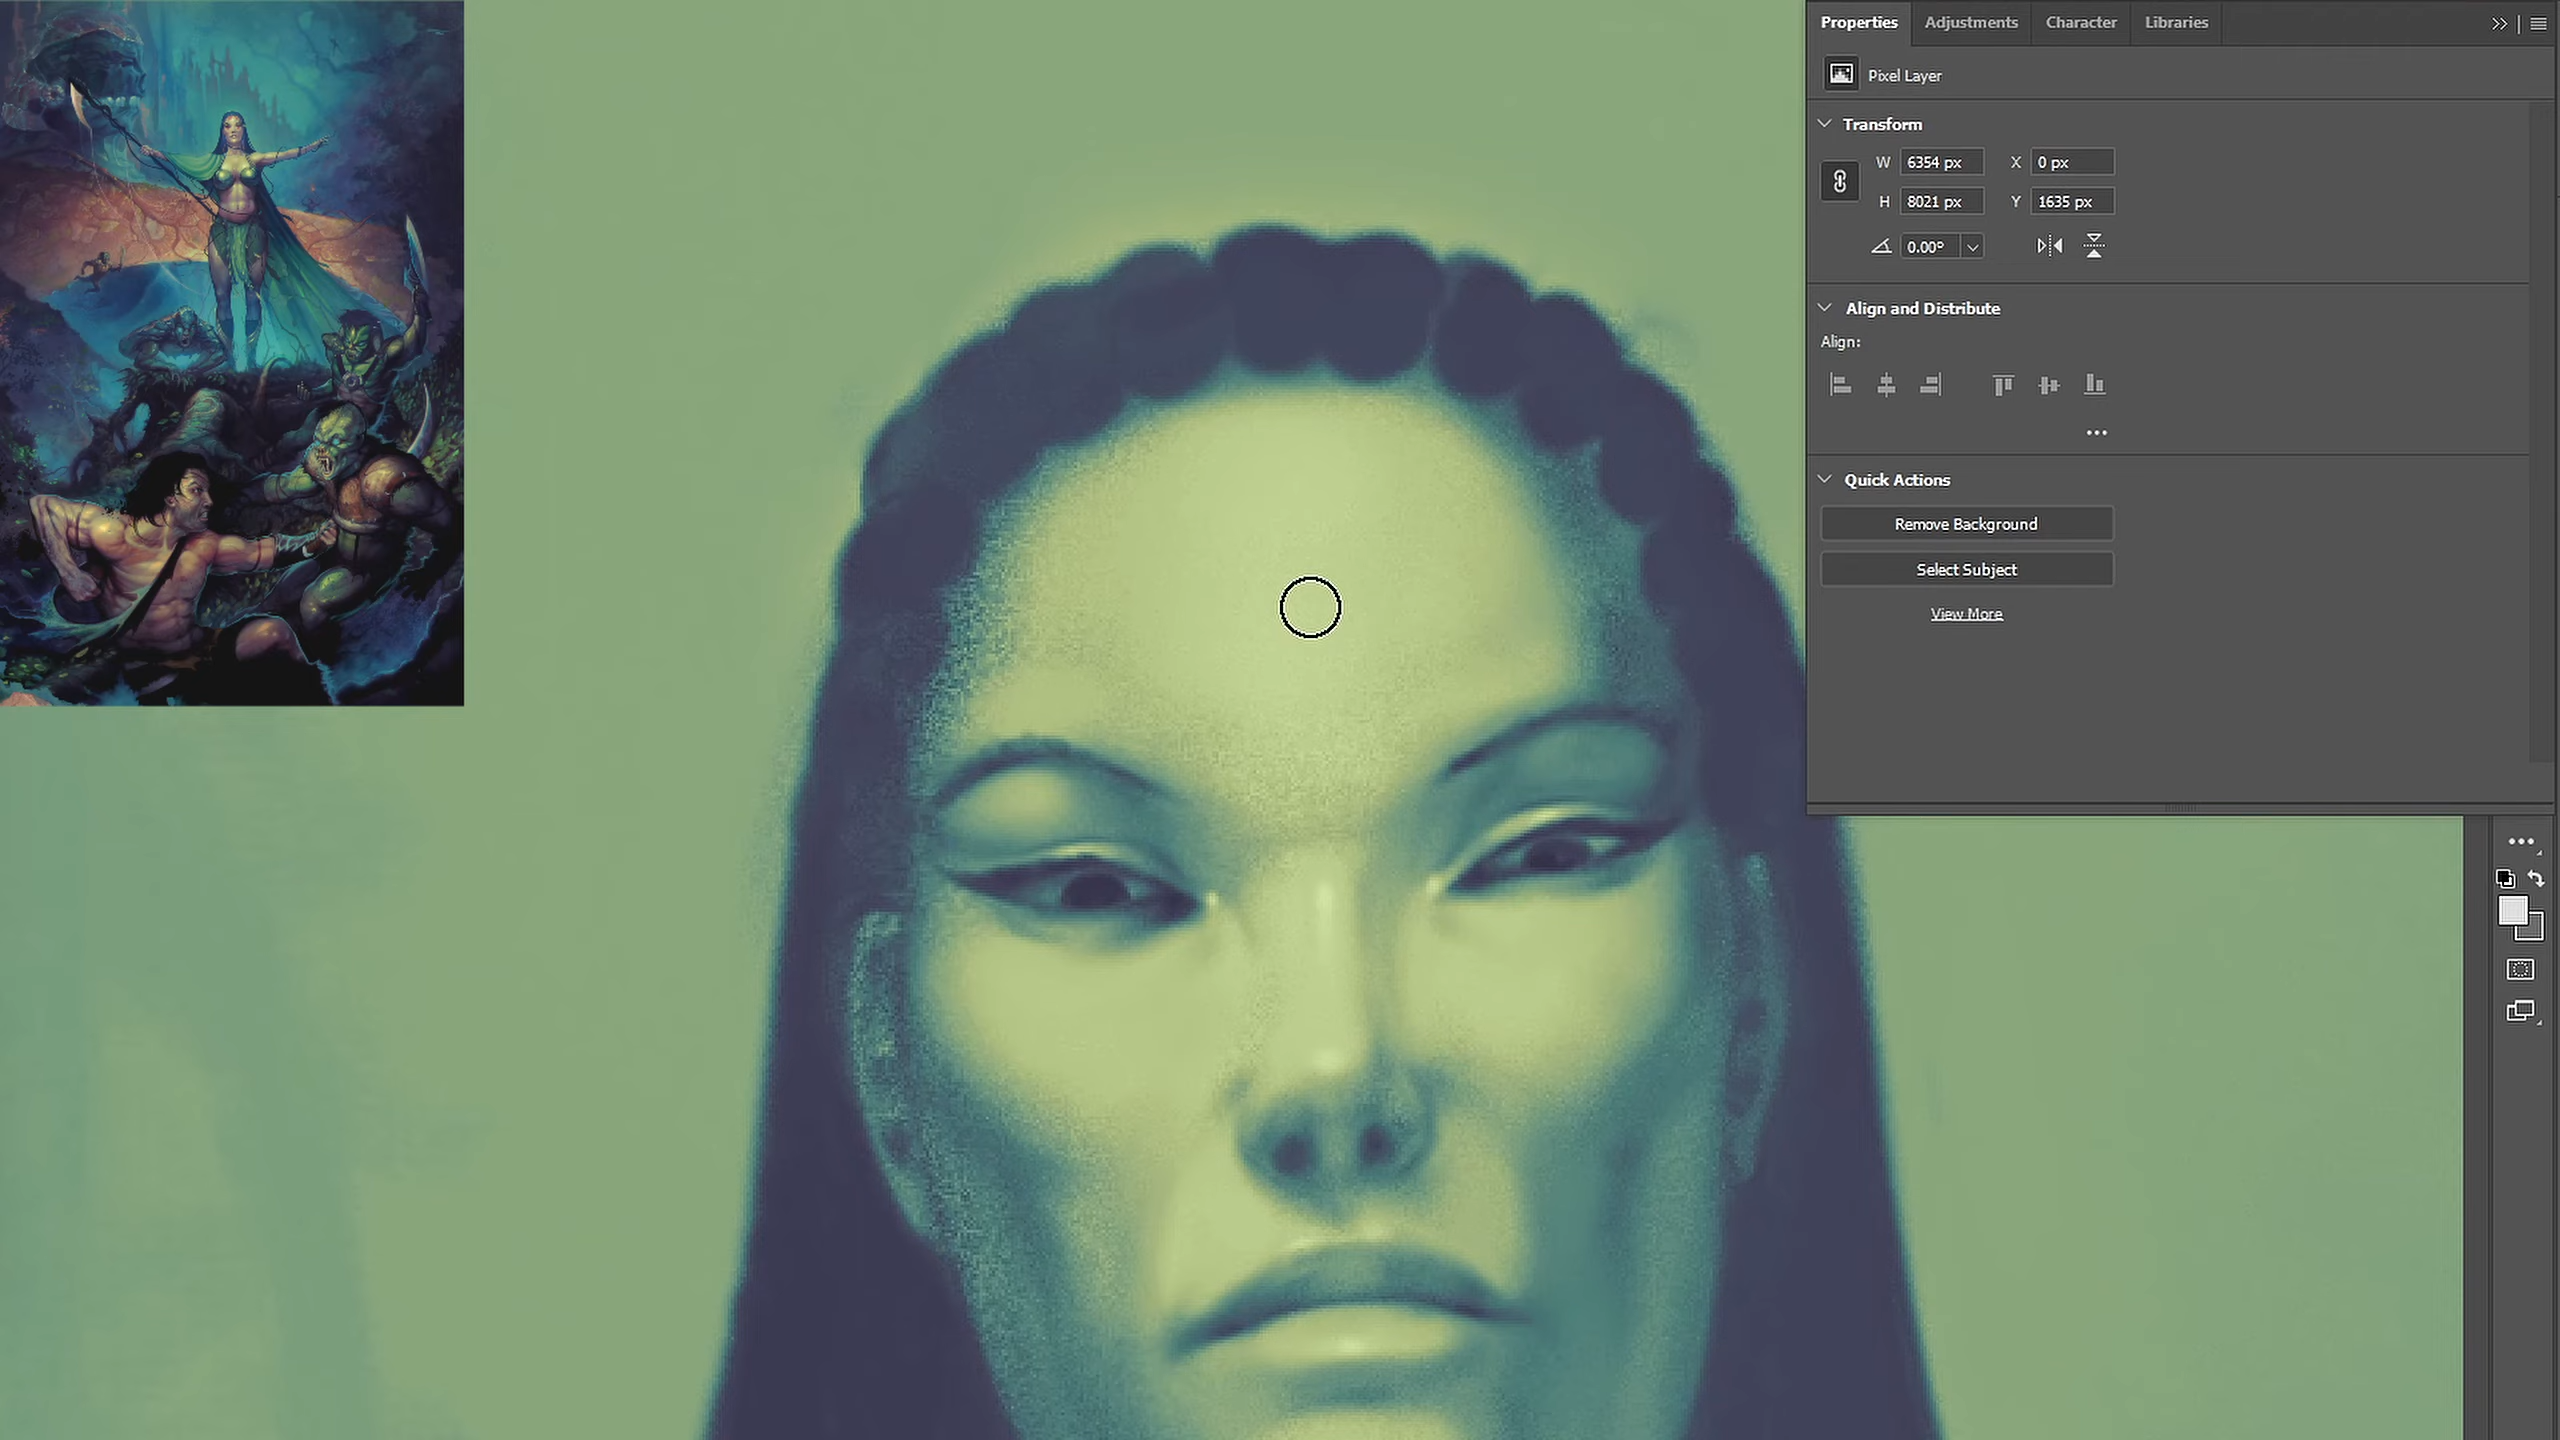 Properties Adjustments Character Libraries
Pixel Layer
Transform
W 6354 px X 0 px
H 8021 px Y 1635 px
0.00°
Align and Distribute
Align:
Quick Actions
Remove Background
Select Subject
View More